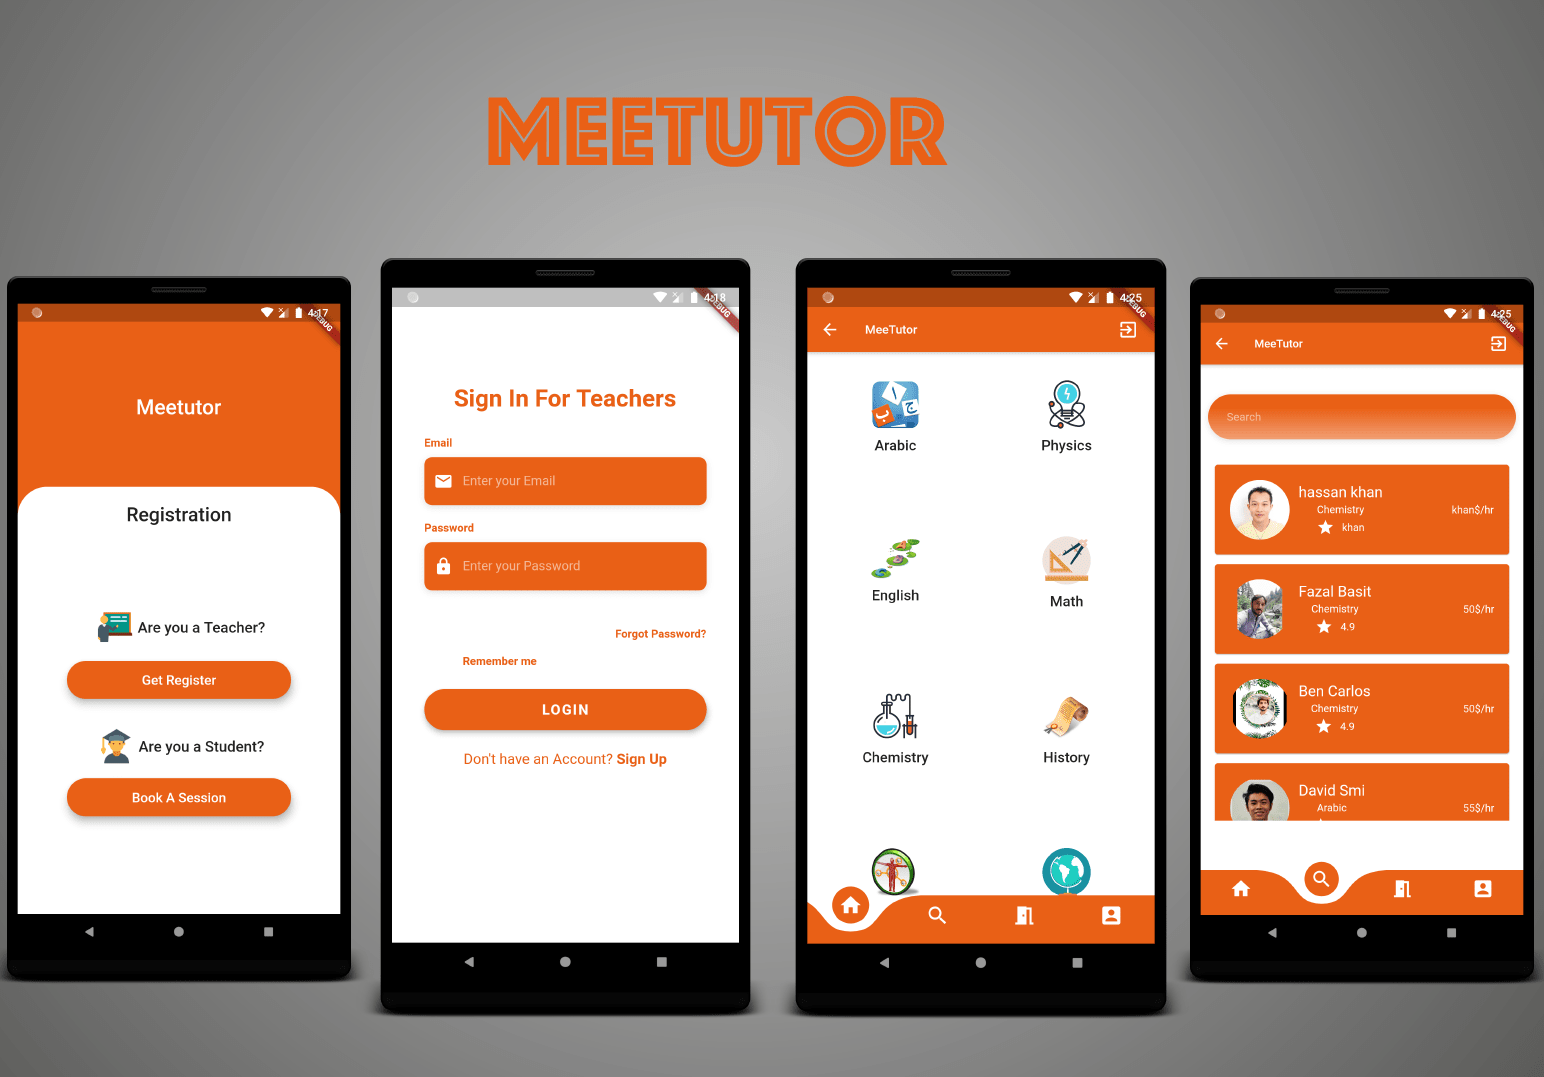 MEETUTOR
4:17
Meetutor
Registration
Are you a Teacher?
Get Register
Are you a Student?
Book A Session
4:18
Sign In For Teachers
Email
Enter your Email
Password
Enter your Password
Forgot Password?
Remember me
LOGIN
Don't have an Account? Sign Up
4:25
MeeTutor
Arabic
Physics
English
Math
Chemistry
History
4:25
MeeTutor
Search
hassan khan
Chemistry
khan$/hr
khan
Fazal Basit
Chemistry
50$/hr
4.9
Ben Carlos
Chemistry
50$/hr
4.9
David Smi
Arabic
55$/hr